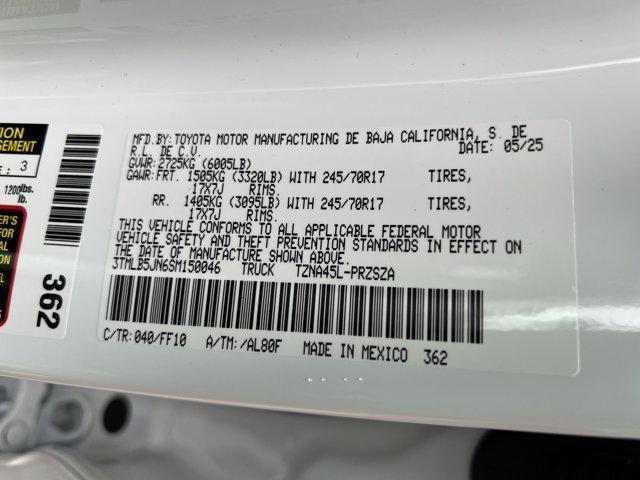 MFD.BY: TOYOTA MOTOR MANUFACTURING DE BAJA CALIFORNIA, S. DE
R.L. DE C.V. DATE: 05/25
GVWR: 2725KG (6005LB)
GAWR: FRT. 1505KG (3320LB) WITH 245/70R17 TIRES,
17X7J RIMS.
RR. 1405KG (3095LB) WITH 245/70R17 TIRES,
17X7J RIMS.
THIS VEHICLE CONFORMS TO ALL APPLICABLE FEDERAL MOTOR
VEHICLE SAFETY AND THEFT PREVENTION STANDARDS IN EFFECT ON
THE DATE OF MANUFACTURE SHOWN ABOVE.
3TMLB5JN6SM150046 TRUCK TZNA45L-PRZSZA
C/TR: 040/FF10 A/TM: /AL80F MADE IN MEXICO 362
362
3
1200lbs.
lb.